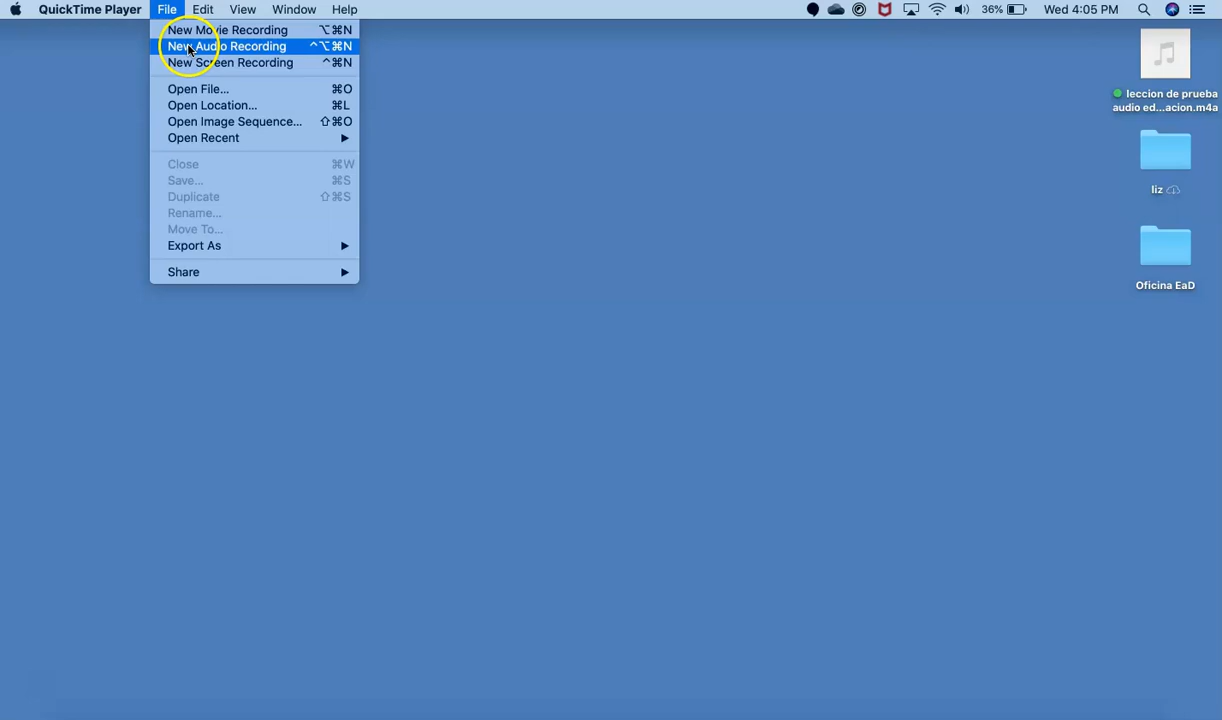 QuickTime Player File Edit View Window Help 36% Wed 4:05 PM
New Movie Recording ⌥⌘N
New Audio Recording ^⌥⌘N
New Screen Recording ^⌘N
Open File... ⌘O
Open Location... ⌘L
Open Image Sequence... ⇧⌘O
Open Recent
Close ⌘W
Save... ⌘S
Duplicate ⇧⌘S
Rename...
Move To...
Export As
Share
leccion de prueba
audio ed...acion.m4a
liz
Oficina EaD